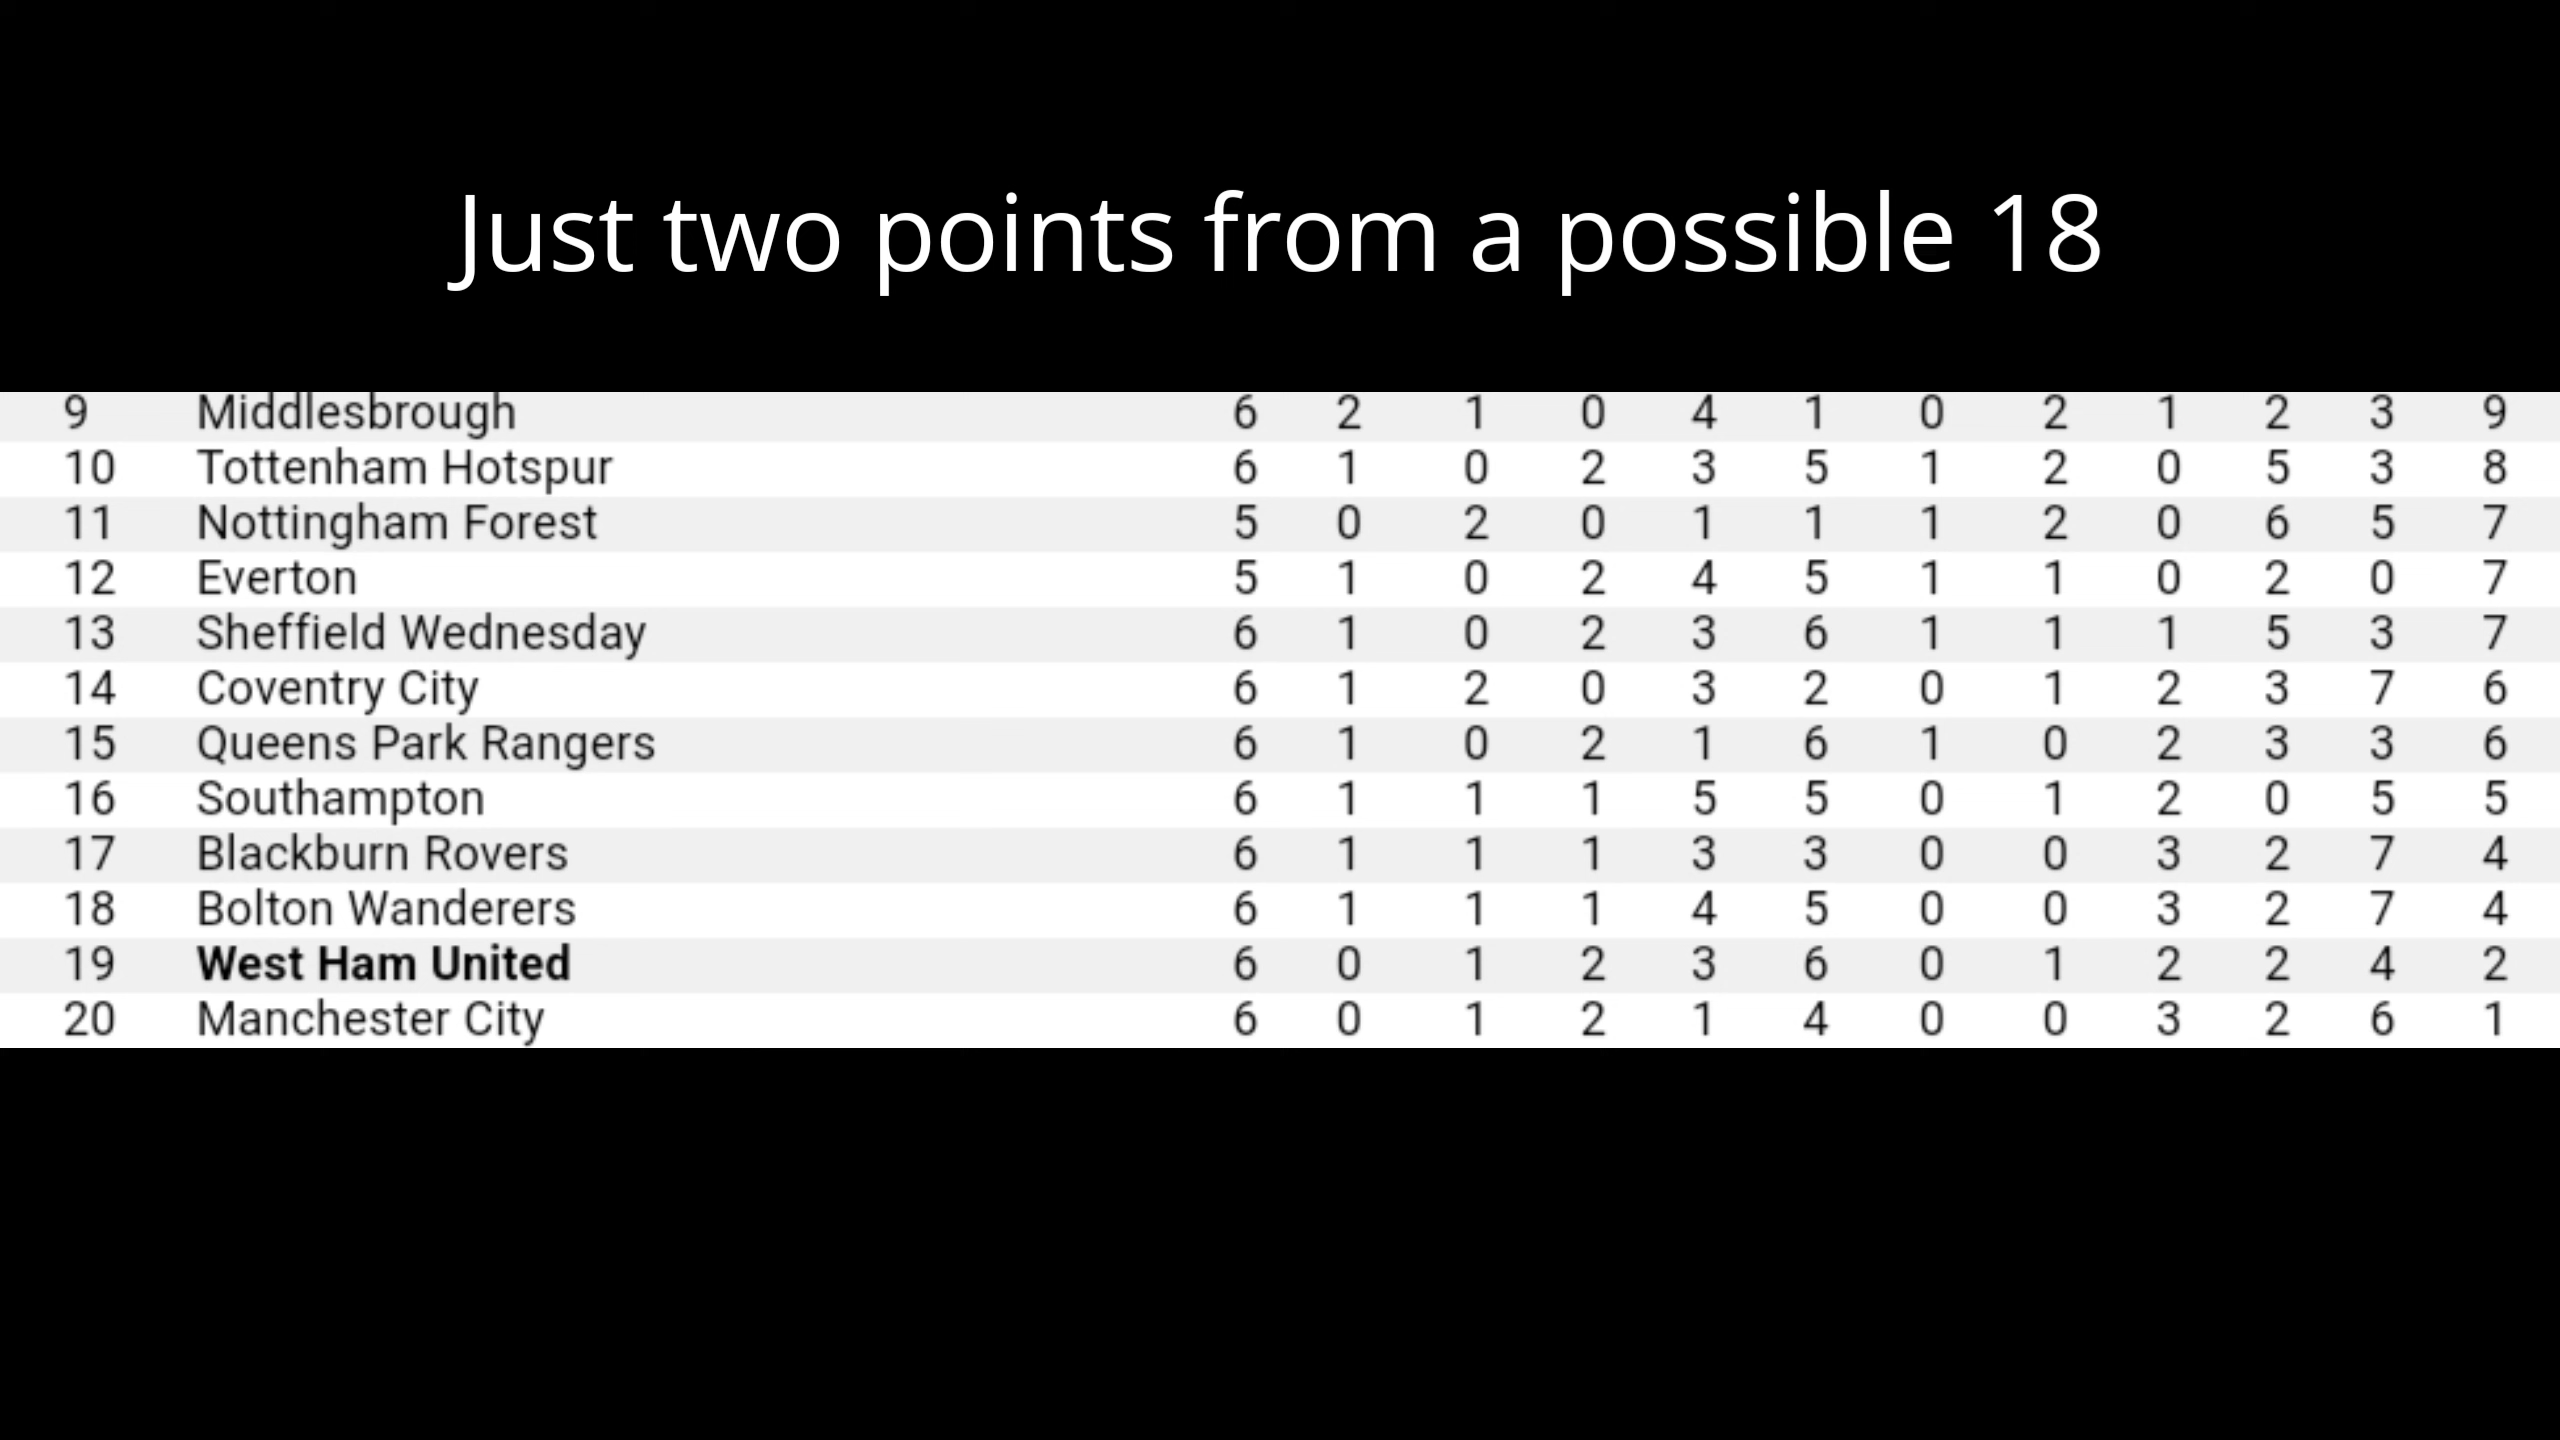 Just two points from a possible 18
9 Middlesbrough 6 2 1 0 4 1 0 2 1 2 3 9
10 Tottenham Hotspur 6 1 0 2 3 5 1 2 0 5 3 8
11 Nottingham Forest 5 0 2 0 1 1 1 2 0 6 5 7
12 Everton 5 1 0 2 4 5 1 1 0 2 0 7
13 Sheffield Wednesday 6 1 0 2 3 6 1 1 1 5 3 7
14 Coventry City 6 1 2 0 3 2 0 1 2 3 7 6
15 Queens Park Rangers 6 1 0 2 1 6 1 0 2 3 3 6
16 Southampton 6 1 1 1 5 5 0 1 2 0 5 5
17 Blackburn Rovers 6 1 1 1 3 3 0 0 3 2 7 4
18 Bolton Wanderers 6 1 1 1 4 5 0 0 3 2 7 4
19 West Ham United 6 0 1 2 3 6 0 1 2 2 4 2
20 Manchester City 6 0 1 2 1 4 0 0 3 2 6 1